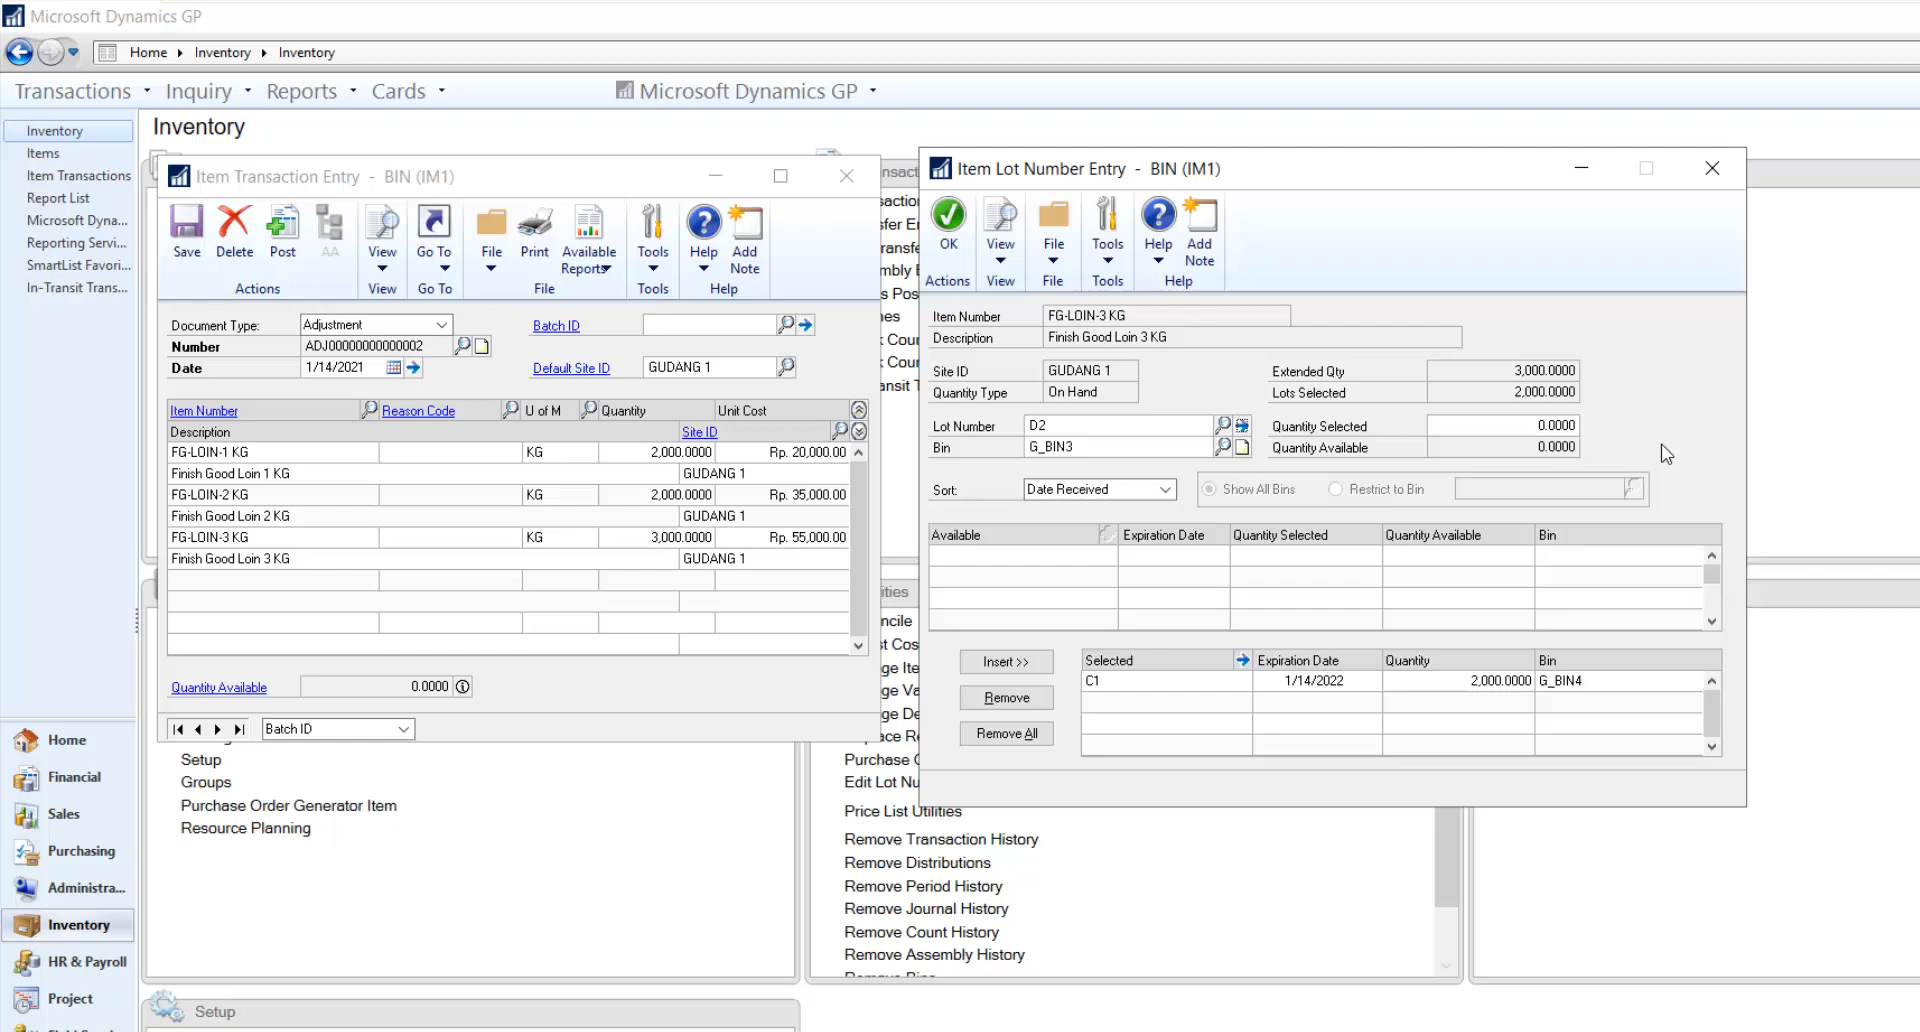 Microsoft Dynamics GP
Home Inventory Inventory
Transactions Inquiry Reports Cards Microsoft Dynamics GP
Inventory
Items
Item Transactions
Report List
Microsoft Dyna...
Reporting Servi...
SmartList Favori...
In-Transit Trans...
Home
Financial
Sales
Purchasing
Administra...
Inventory
HR & Payroll
Project
Inventory
Item Transaction Entry - BIN (IM1)
Save Delete Post AA View Go To File Print Available Reports Tools Help Add Note
Actions View Go To File Tools Help
Document Type: Adjustment Batch ID
Number ADJ00000000000002
Date 1/14/2021 Default Site ID GUDANG 1
Item Number Reason Code U of M Quantity Unit Cost
Description Site ID
FG-LOIN-1 KG KG 2,000.0000 Rp. 20,000.00
Finish Good Loin 1 KG GUDANG 1
FG-LOIN-2 KG KG 2,000.0000 Rp. 35,000.00
Finish Good Loin 2 KG GUDANG 1
FG-LOIN-3 KG KG 3,000.0000 Rp. 55,000.00
Finish Good Loin 3 KG GUDANG 1
Quantity Available 0.0000
Batch ID
Setup
Groups
Purchase Order Generator Item
Resource Planning
Setup
Item Lot Number Entry - BIN (IM1)
OK View File Tools Help Add Note
Actions View File Tools Help
Item Number FG-LOIN-3 KG
Description Finish Good Loin 3 KG
Site ID GUDANG 1 Extended Qty 3,000.0000
Quantity Type On Hand Lots Selected 2,000.0000
Lot Number D2 Quantity Selected 0.0000
Bin G_BIN3 Quantity Available 0.0000
Sort: Date Received Show All Bins Restrict to Bin
Available Expiration Date Quantity Selected Quantity Available Bin
Insert >>
Remove
Remove All
Selected Expiration Date Quantity Bin
C1 1/14/2022 2,000.0000 G_BIN4
Edit Lot Nu
Price List Utilities
Remove Transaction History
Remove Distributions
Remove Period History
Remove Journal History
Remove Count History
Remove Assembly History